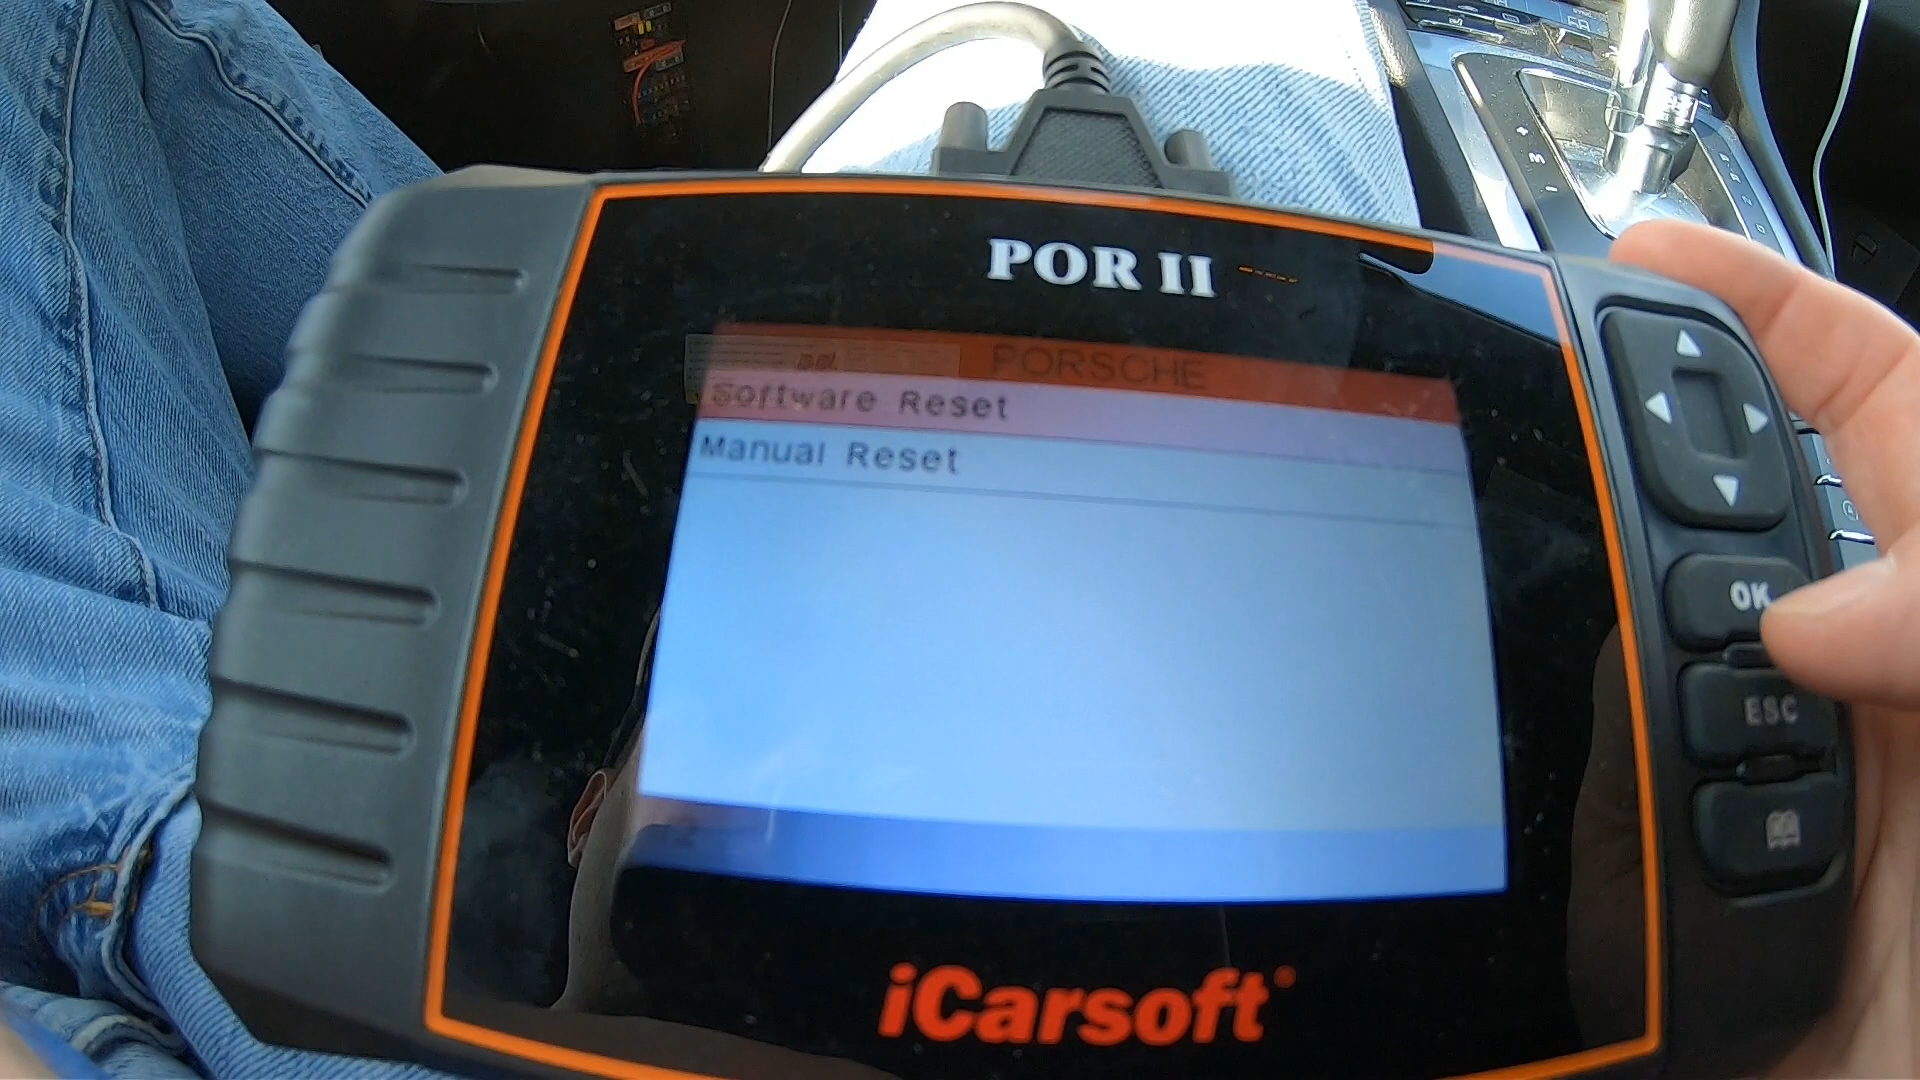 POR II
PORSCHE
Software Reset
Manual Reset
OK
ESC
iCarsoft